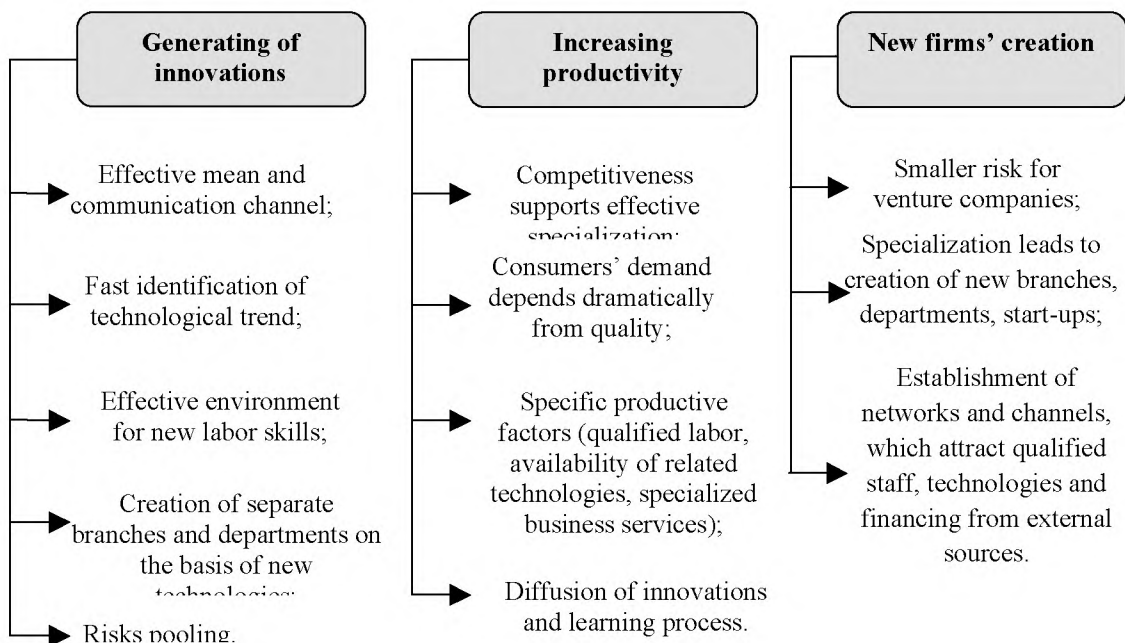 Generating of
innovations
Effective mean and
communication channel;
Fast identification of
technological trend;
Effective environment
for new labor skills;
Creation of separate
branches and departments on
the basis of new
technologies;
Risks pooling.
Increasing
productivity
Competitiveness
supports effective
specialization;
Consumers’ demand
depends dramatically
from quality;
Specific productive
factors (qualified labor,
availability of related
technologies, specialized
business services);
Diffusion of innovations
and learning process.
New firms’ creation
Smaller risk for
venture companies;
Specialization leads to
creation of new branches,
departments, start-ups;
Establishment of
networks and channels,
which attract qualified
staff, technologies and
financing from external
sources.